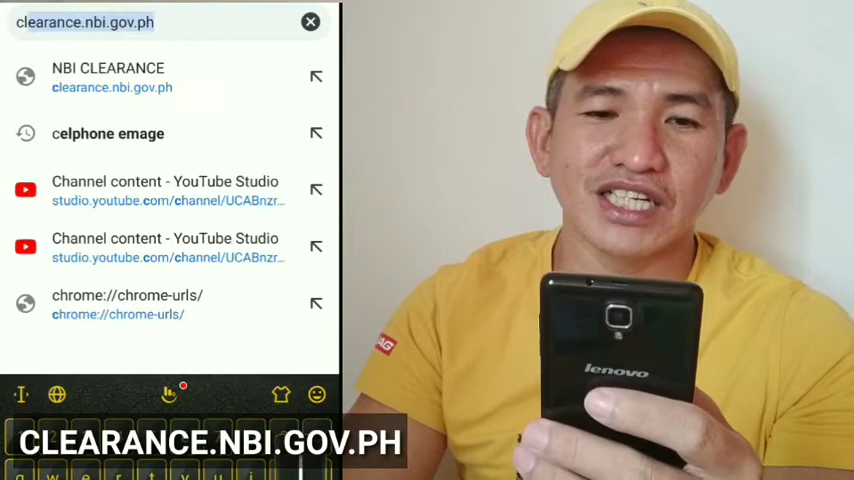 clearance.nbi.gov.ph
NBI CLEARANCE
clearance.nbi.gov.ph
celphone emage
Channel content - YouTube Studio
studio.youtube.com/channel/UCABnzr...
Channel content - YouTube Studio
studio.youtube.com/channel/UCABnzr...
chrome://chrome-urls/
chrome://chrome-urls/
AG
lenovo
CLEARANCE.NBI.GOV.PH
q w e r t y u i